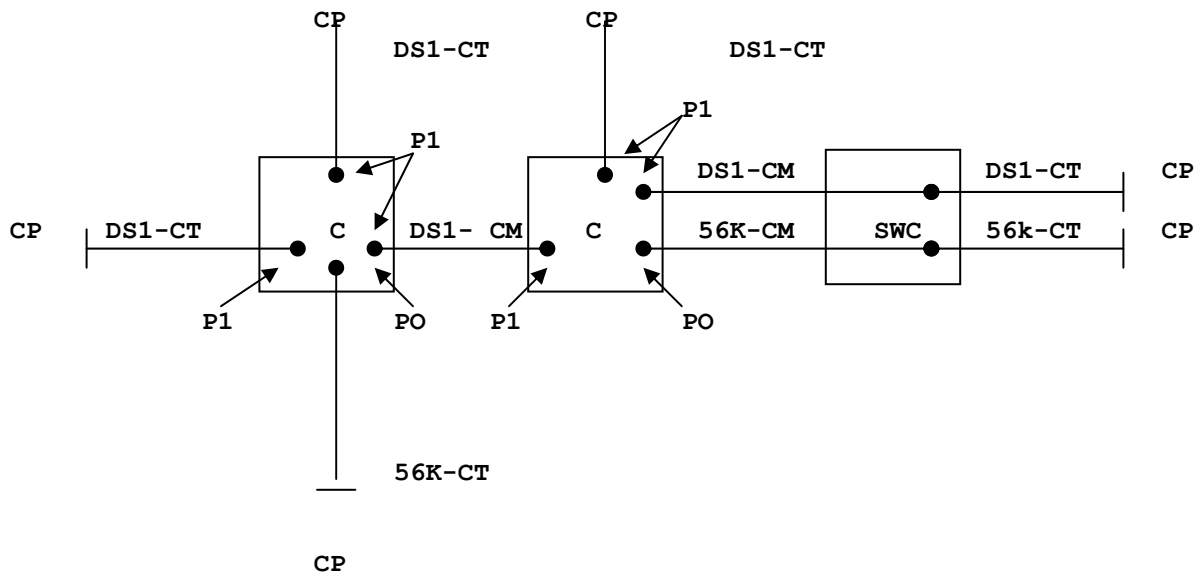 CP CP
DS1-CT DS1-CT
P1
P1
DS1-CM DS1-CT CP
CP DS1-CT C DS1- CM C 56K-CM SWC 56k-CT CP
P1 PO P1 PO
56K-CT
CP